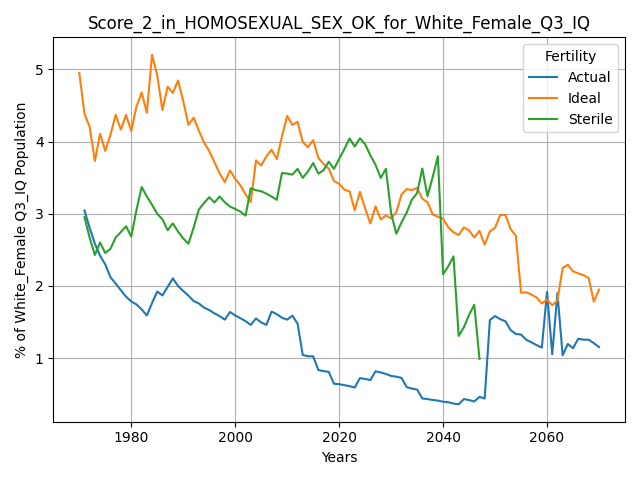 Score_2_in_HOMOSEXUAL_SEX_OK_for_White_Female_Q3_IQ
Fertility
Actual
Ideal
Sterile
% of White_Female Q3_IQ Population
5
4
3
2
1
1980 2000 2020 2040 2060
Years